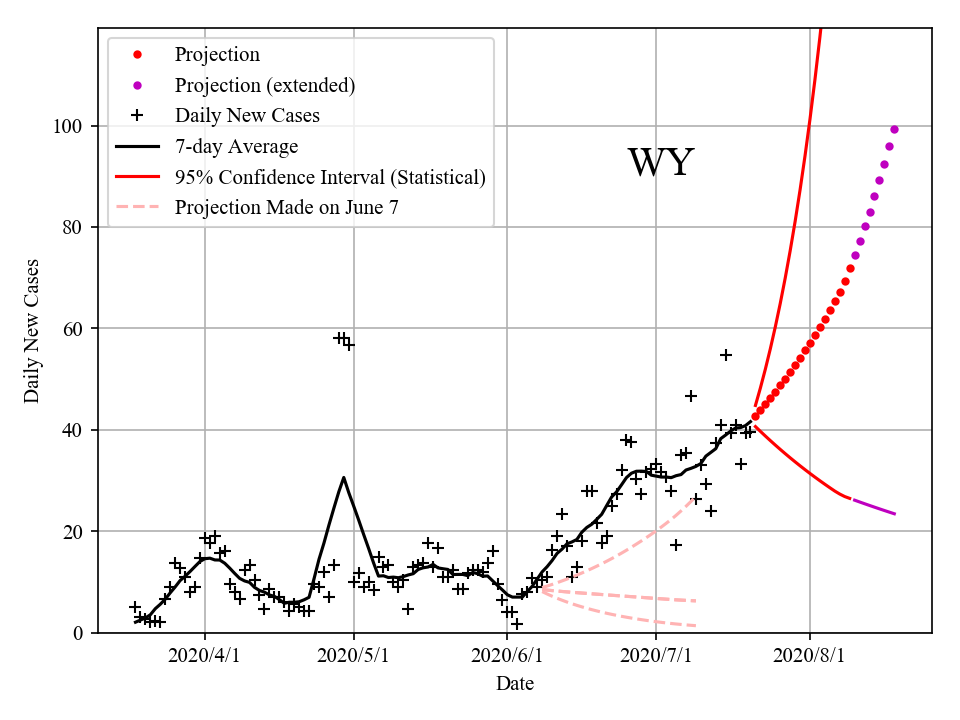 Projection
Projection (extended)
Daily New Cases
7-day Average
95% Confidence Interval (Statistical)
Projection Made on June 7
WY
100
80
60
40
20
0
Daily New Cases
2020/4/1 2020/5/1 2020/6/1 2020/7/1 2020/8/1
Date